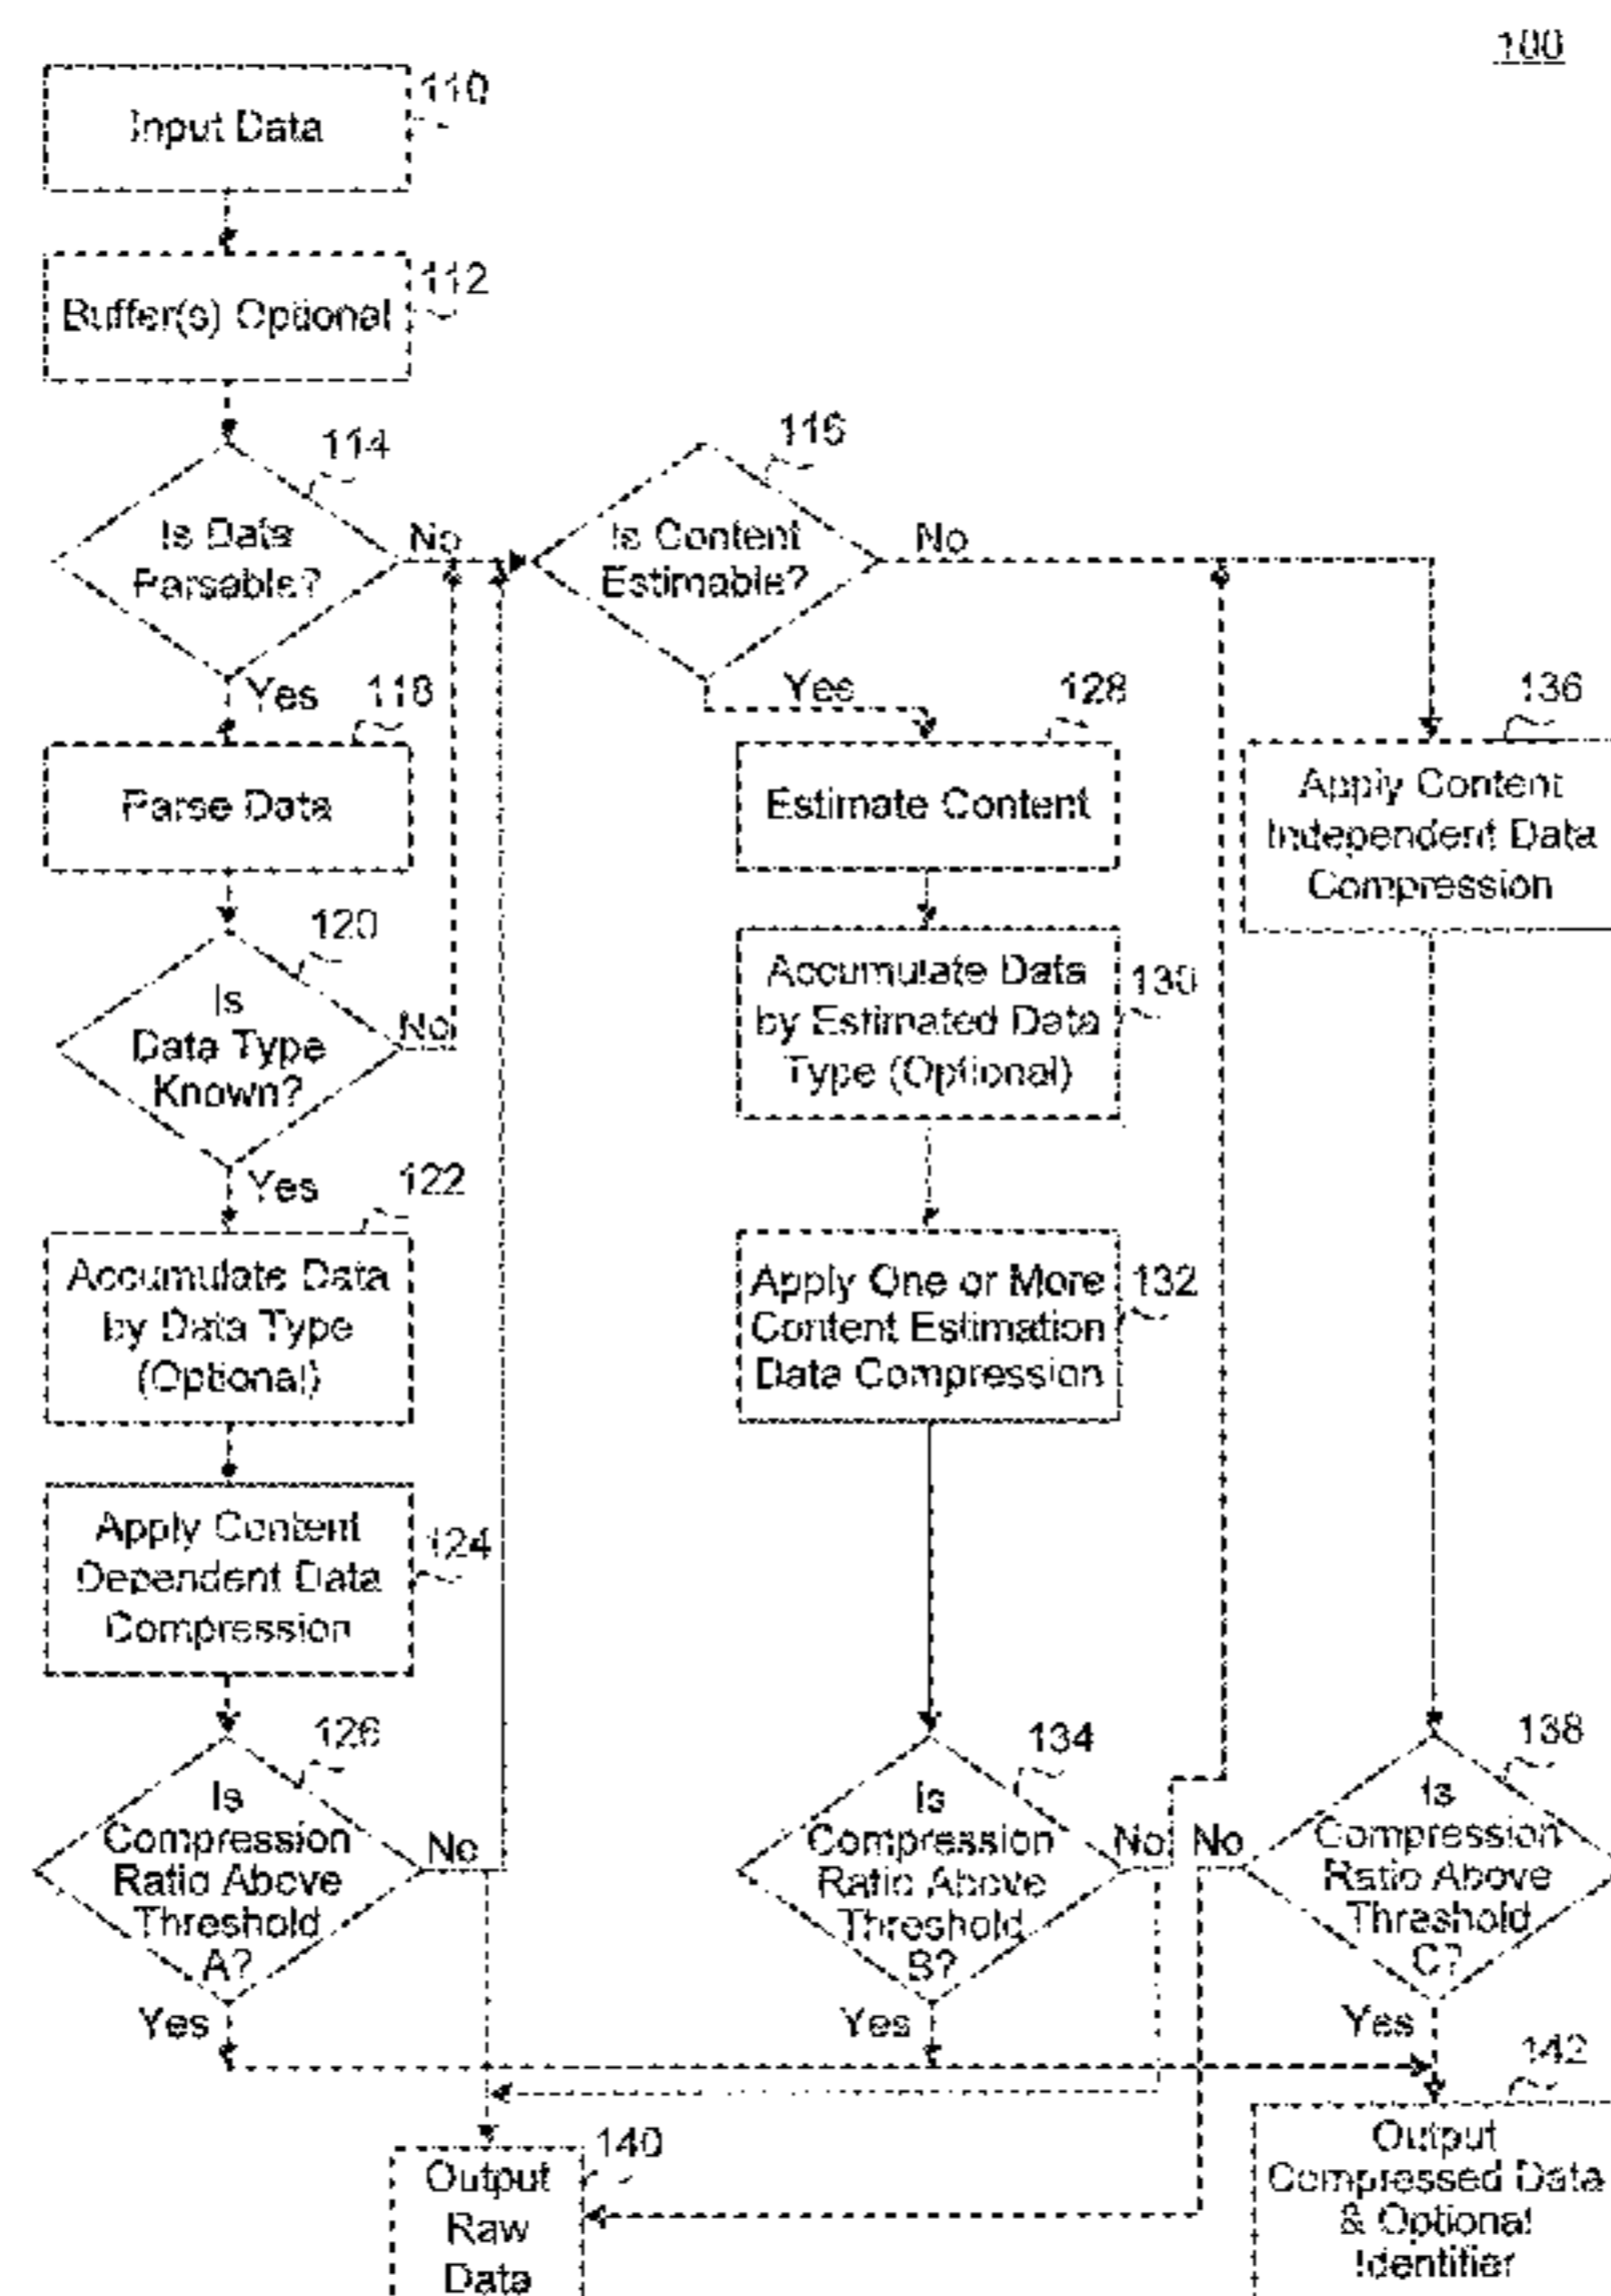 100
Input Data
110
Buffer(s) Optional
112
114
Is Data
Parsable?
No
Yes
116
Is Content
Estimable?
No
Yes
118
Parse Data
120
Is
Data Type
Known?
No
Yes
122
Accumulate Data
by Data Type
(Optional)
Apply Content
Dependent Data
Compression
124
126
Is
Compression
Ratio Above
Threshold
A?
No
Yes
128
Estimate Content
Accumulate Data
by Estimated Data
Type (Optional)
130
Apply One or More
Content Estimation
Data Compression
132
134
Is
Compression
Ratio Above
Threshold
B?
No
Yes
136
Apply Content
Independent Data
Compression
138
Is
Compression
Ratio Above
Threshold
C?
No
Yes
140
Output
Raw
Data
142
Output
Compressed Data
& Optional
Identifier